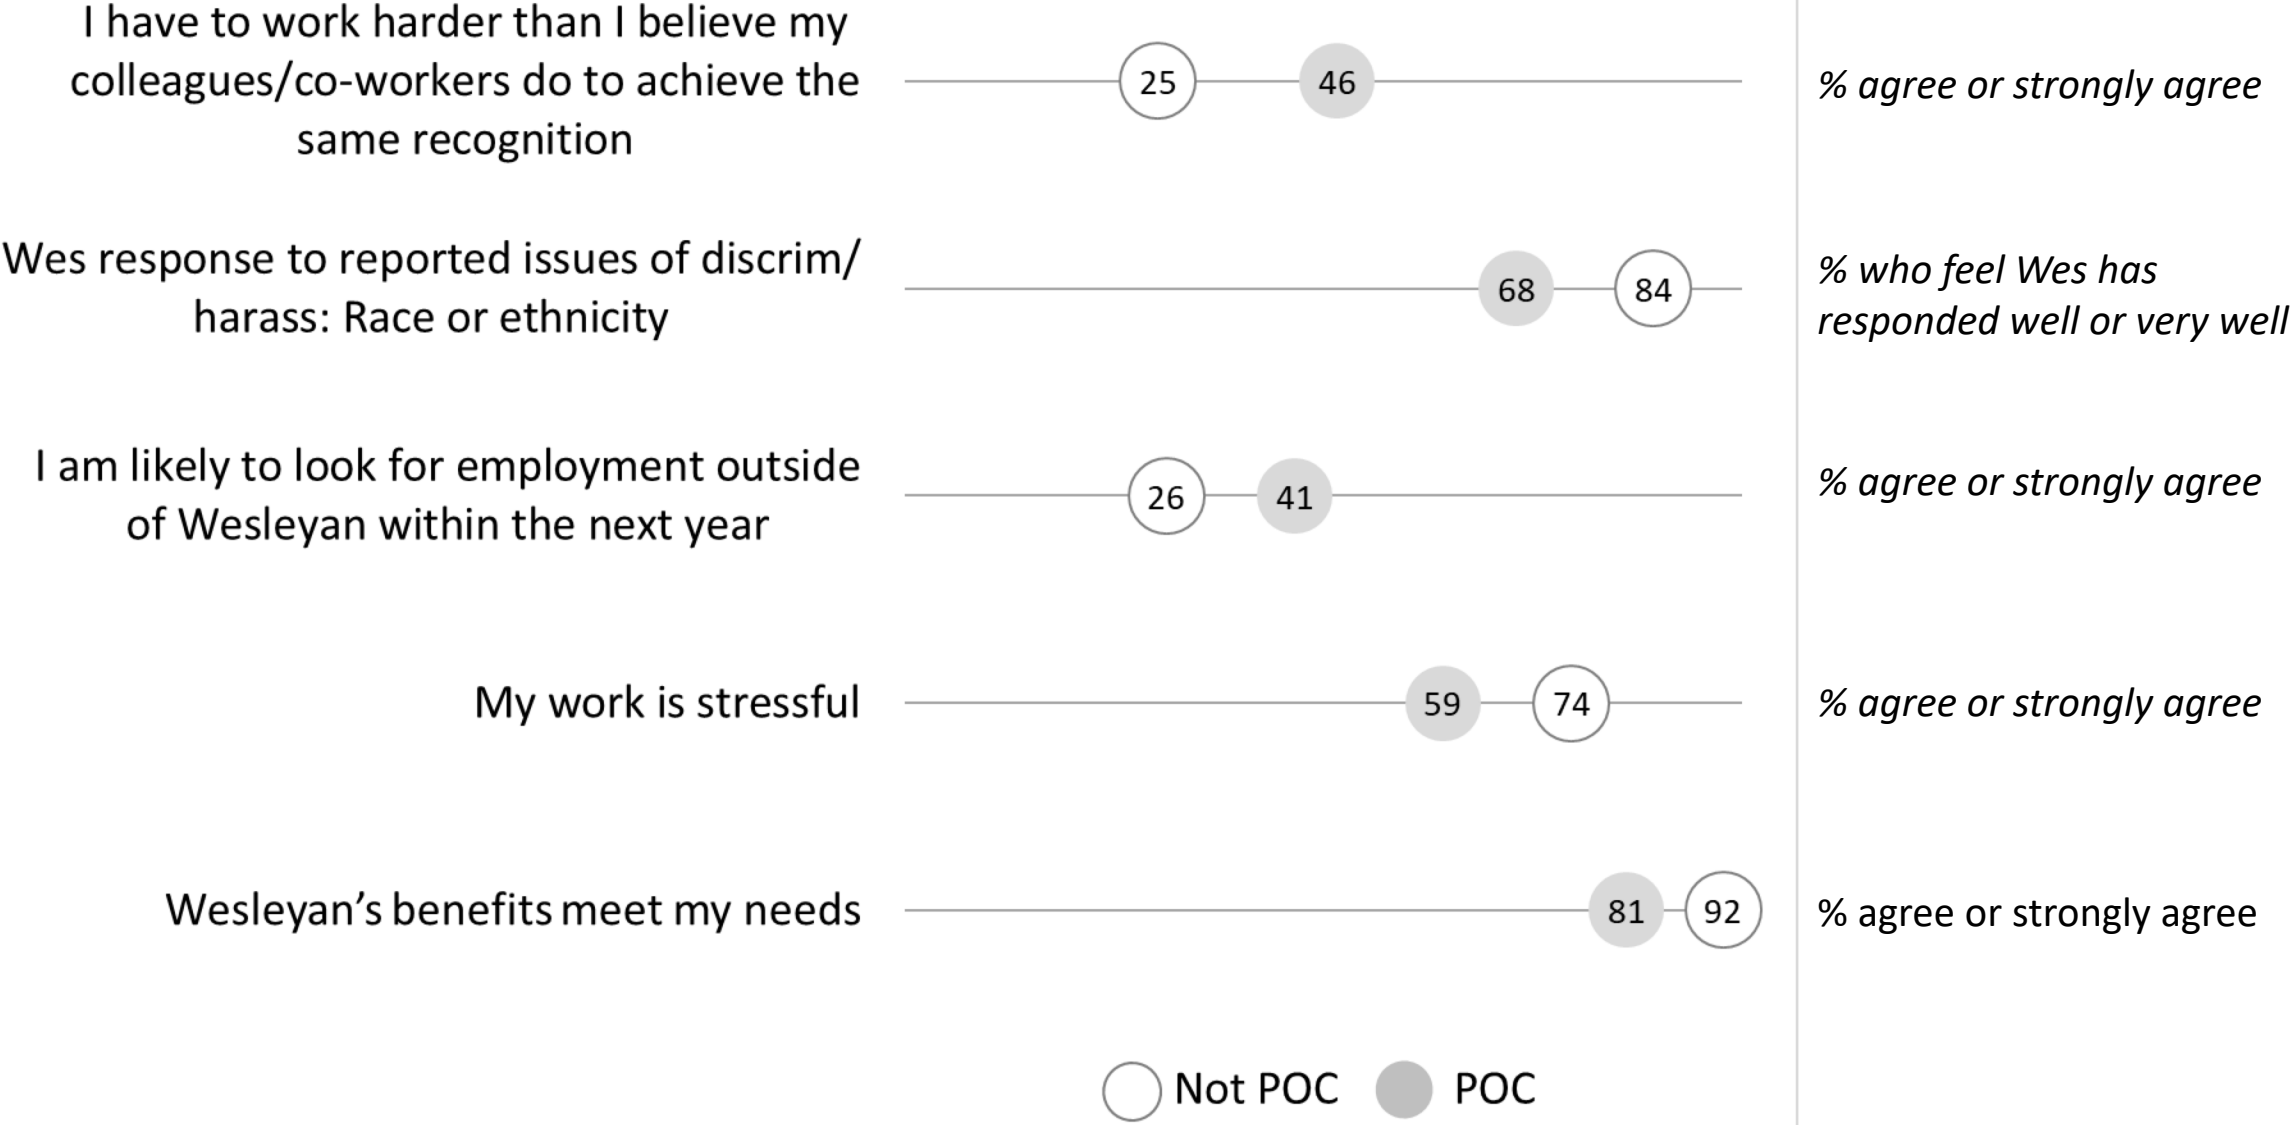 I have to work harder than I believe my
colleagues/co-workers do to achieve the
same recognition
25
46
% agree or strongly agree
Wes response to reported issues of discrim/
harass: Race or ethnicity
68
84
% who feel Wes has
responded well or very well
I am likely to look for employment outside
of Wesleyan within the next year
26
41
% agree or strongly agree
My work is stressful
59
74
% agree or strongly agree
Wesleyan’s benefits meet my needs
81
92
% agree or strongly agree
Not POC
POC